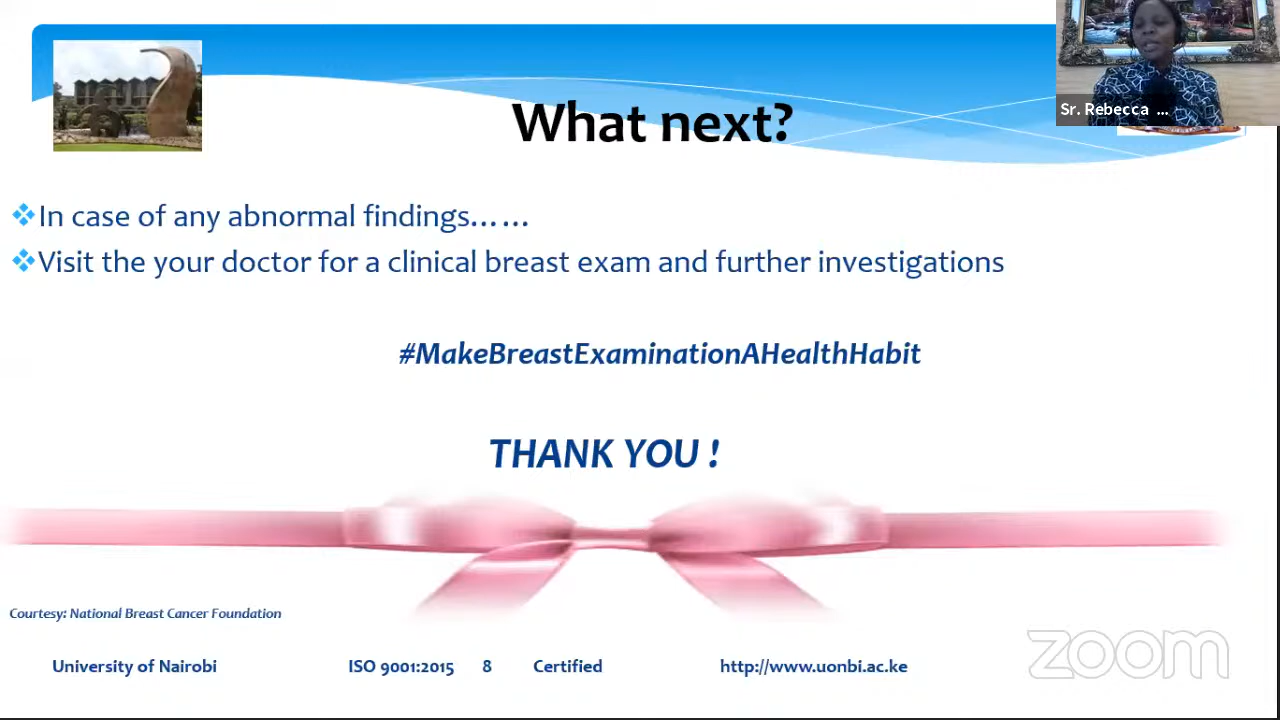 Sr. Rebecca ...
What next?
In case of any abnormal findings……
Visit the your doctor for a clinical breast exam and further investigations
#MakeBreastExaminationAHealthHabit
THANK YOU !
Courtesy: National Breast Cancer Foundation
University of Nairobi ISO 9001:2015 8 Certified http://www.uonbi.ac.ke
zoom